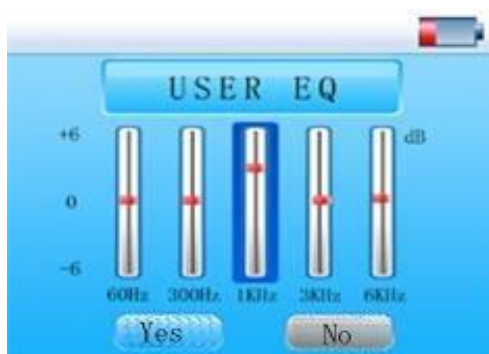 USER EQ
+6
dB
0
-6
60Hz 300Hz 1KHz 3KHz 6KHz
Yes No